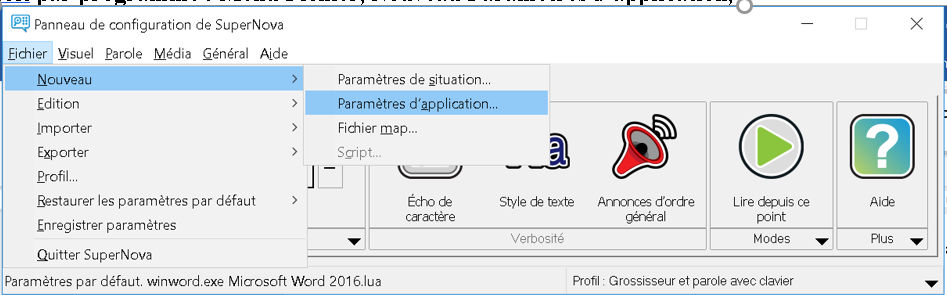 Panneau de configuration de SuperNova
Fichier Visuel Parole Média Général Aide
Nouveau
Edition
Importer
Exporter
Profil...
Restaurer les paramètres par défaut
Enregistrer paramètres
Quitter SuperNova
Paramètres de situation...
Paramètres d'application...
Fichier map...
Script...
Écho de
caractère
Style de texte
Annonces d'ordre
général
Verbosité
Lire depuis ce
point
Modes
Aide
Plus
Paramètres par défaut. winword.exe Microsoft Word 2016.lua
Profil : Grossisseur et parole avec clavier